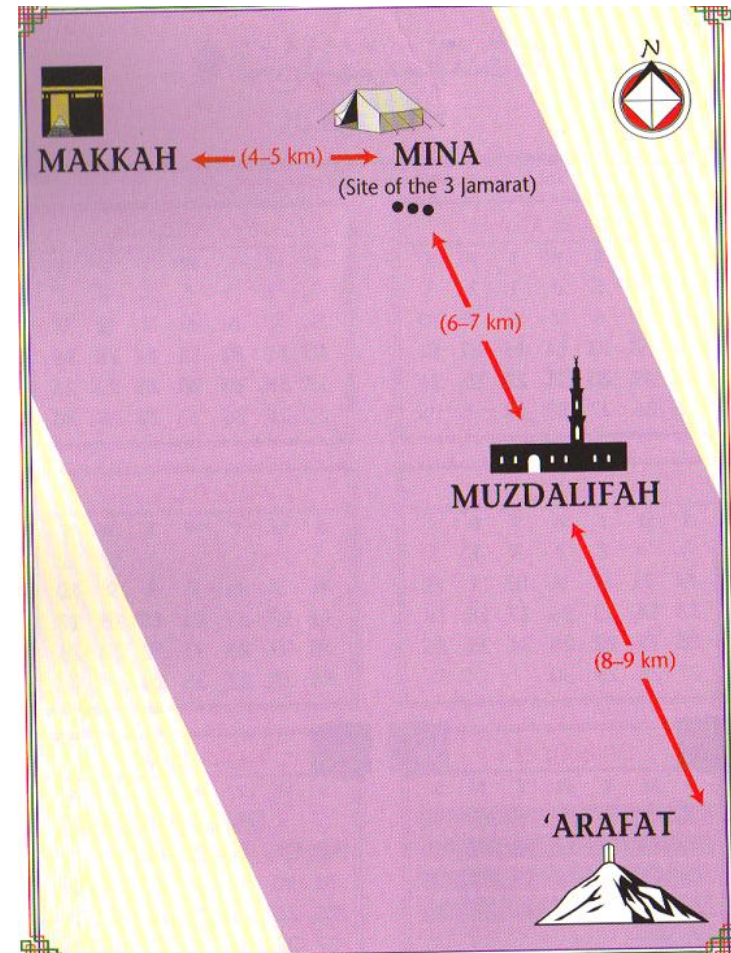 N
MAKKAH
(4–5 km)
MINA
(Site of the 3 Jamarat)
(6–7 km)
MUZDALIFAH
(8–9 km)
‘ARAFAT